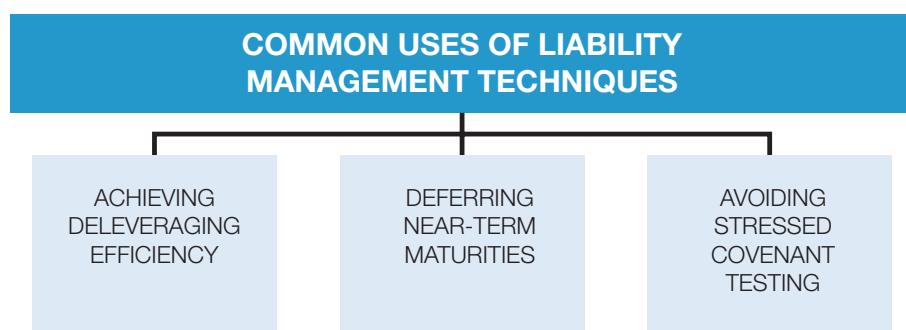 COMMON USES OF LIABILITY
MANAGEMENT TECHNIQUES
ACHIEVING
DELEVERAGING
EFFICIENCY
DEFERRING
NEAR-TERM
MATURITIES
AVOIDING
STRESSED
COVENANT
TESTING